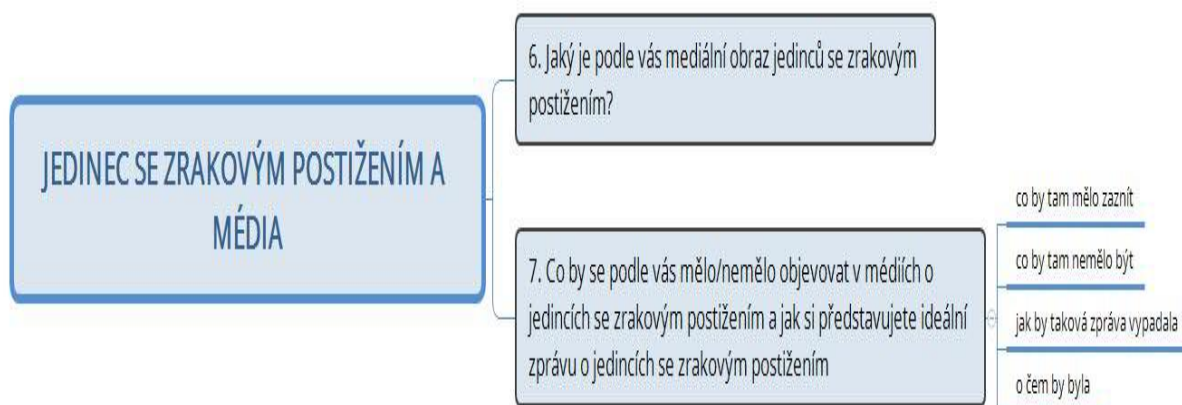 JEDINEC SE ZRAKOVÝM POSTIŽENÍM A
MÉDIA
6. Jaký je podle vás mediální obraz jedinců se zrakovým
postižením?
7. Co by se podle vás mělo/nemělo objevovat v médiích o
jedincích se zrakovým postižením a jak si představujete ideální
zprávu o jedincích se zrakovým postižením
co by tam mělo zaznít
co by tam nemělo být
jak by taková zpráva vypadala
o čem by byla